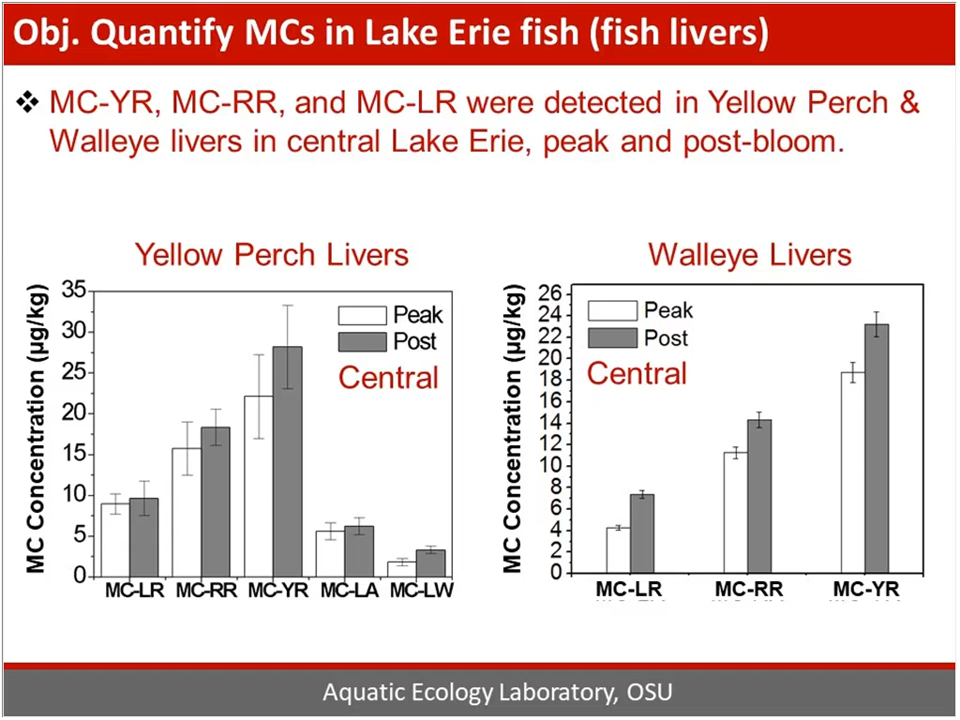 Obj. Quantify MCs in Lake Erie fish (fish livers)
❖ MC-YR, MC-RR, and MC-LR were detected in Yellow Perch &
Walleye livers in central Lake Erie, peak and post-bloom.
Yellow Perch Livers
MC Concentration (µg/kg)
35
30
25
20
15
10
5
0
Peak
Post
Central
MC-LR MC-RR MC-YR MC-LA MC-LW
Walleye Livers
MC Concentration (µg/kg)
26
24
22
20
18
16
14
12
10
8
6
4
2
0
Peak
Post
Central
MC-LR MC-RR MC-YR
Aquatic Ecology Laboratory, OSU